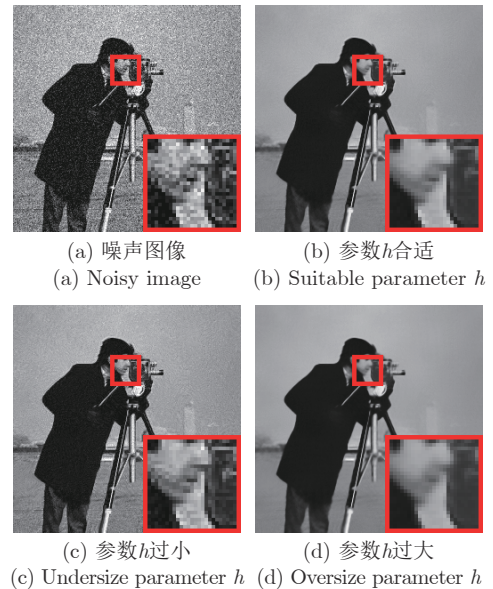 (a) 噪声图像
(a) Noisy image
(b) 参数h合适
(b) Suitable parameter h
(c) 参数h过小
(c) Undersize parameter h
(d) 参数h过大
(d) Oversize parameter h